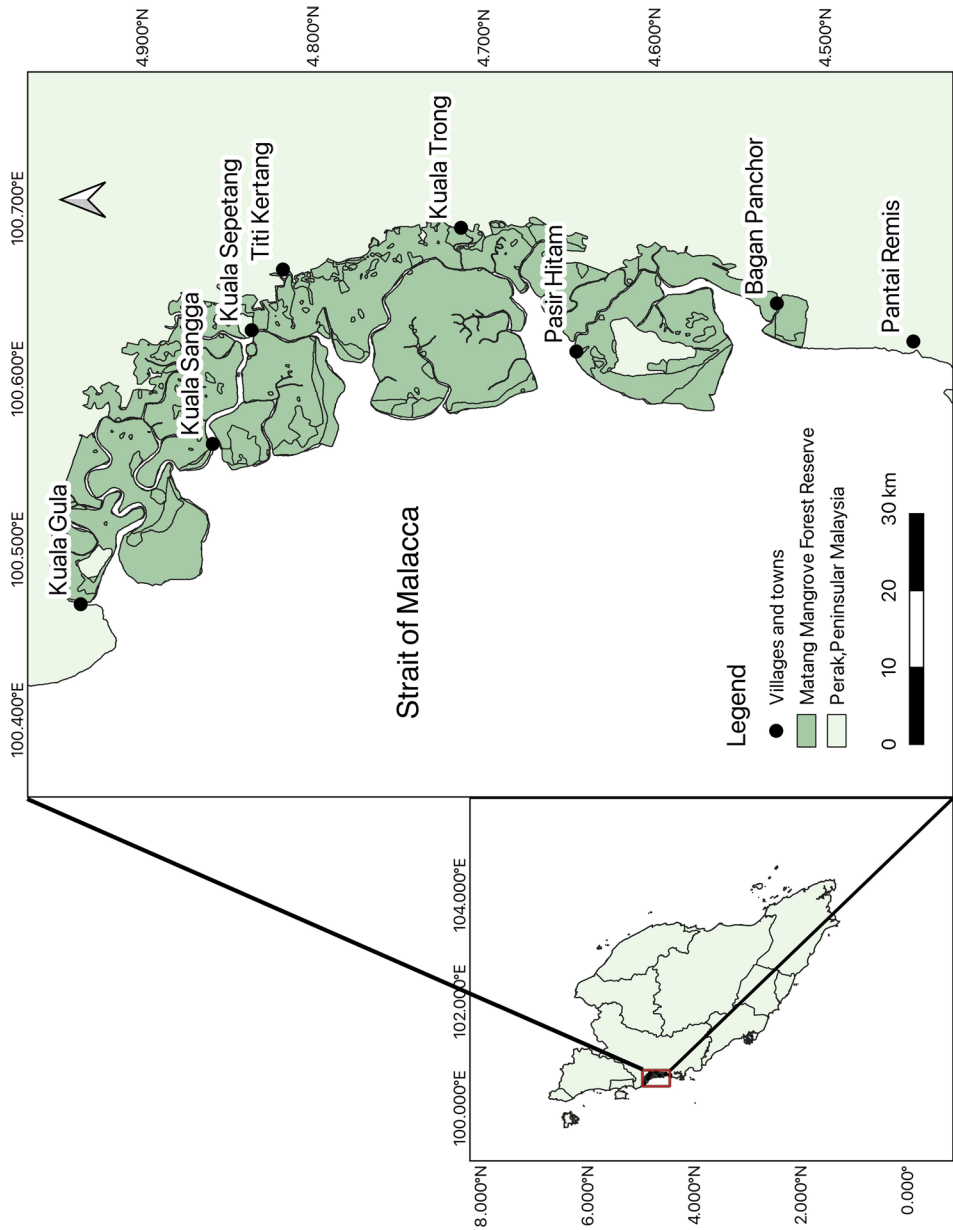 100.000°E
102.000°E
104.000°E
8.000°N
6.000°N
4.000°N
2.000°N
0.000°
100.400°E
100.500°E
100.600°E
100.700°E
4.900°N
4.800°N
4.700°N
4.600°N
4.500°N
Kuala Gula
Kuala Sangga
Kuala Sepetang
Titi Kertang
Kuala Trong
Pasir Hitam
Bagan Panchor
Pantai Remis
Strait of Malacca
Legend
Villages and towns
Matang Mangrove Forest Reserve
Perak,Peninsular Malaysia
0 10 20 30 km